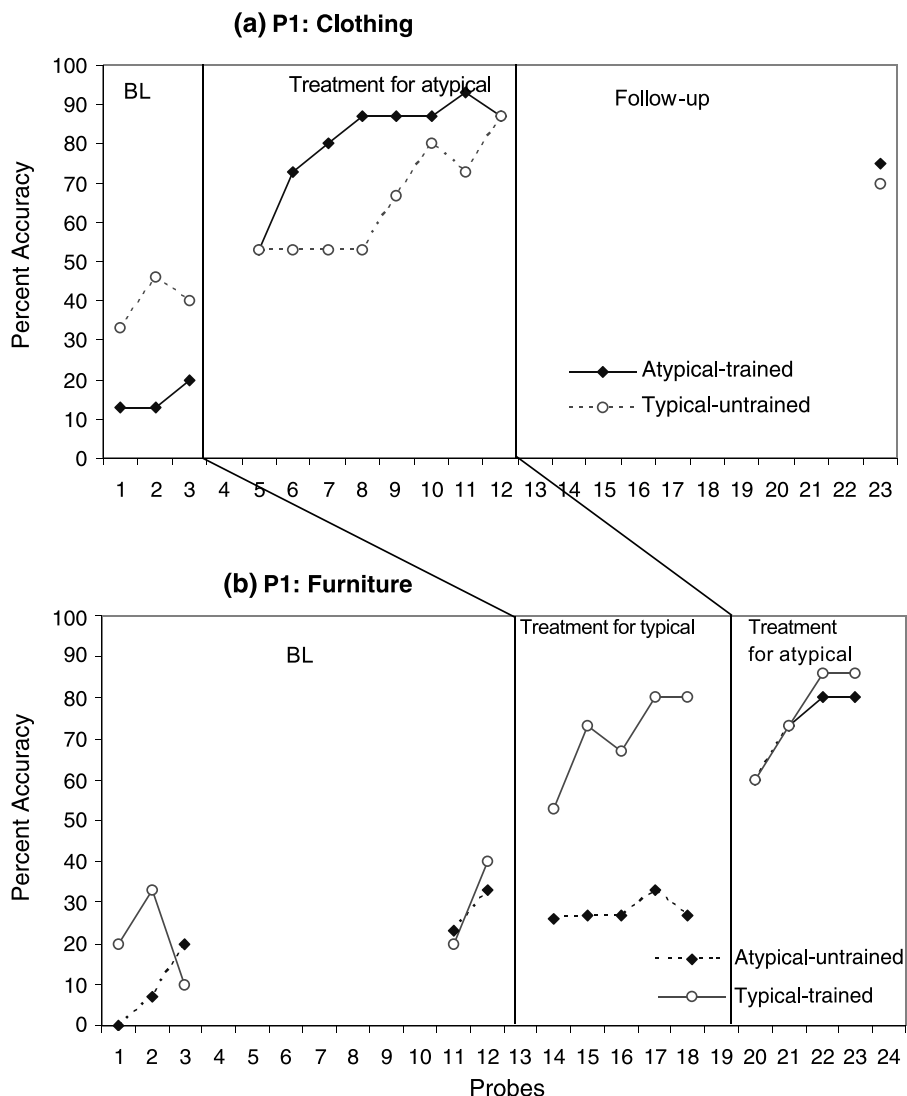 (a) P1: Clothing
100
90
80
70
60
50
40
30
20
10
0
Percent Accuracy
BL
Treatment for atypical
Follow-up
Atypical-trained
Typical-untrained
1 2 3 4 5 6 7 8 9 10 11 12 13 14 15 16 17 18 19 20 21 22 23
(b) P1: Furniture
100
90
80
70
60
50
40
30
20
10
0
Percent Accuracy
BL
Treatment for typical
Treatment
for atypical
Atypical-untrained
Typical-trained
1 2 3 4 5 6 7 8 9 10 11 12 13 14 15 16 17 18 19 20 21 22 23 24
Probes